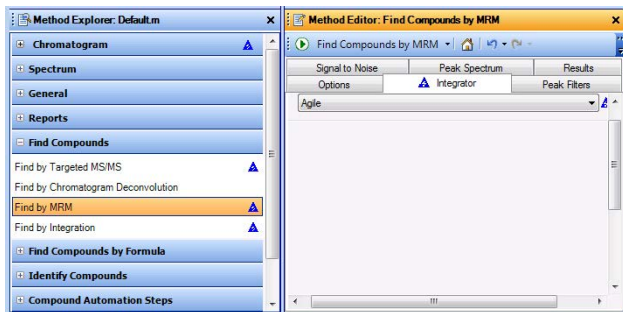 Method Explorer: Default.m
Chromatogram
Spectrum
General
Reports
Find Compounds
Find by Targeted MS/MS
Find by Chromatogram Deconvolution
Find by MRM
Find by Integration
Find Compounds by Formula
Identify Compounds
Compound Automation Steps
Method Editor: Find Compounds by MRM
Find Compounds by MRM
Signal to Noise Peak Spectrum Results
Options Integrator Peak Filters
Agile